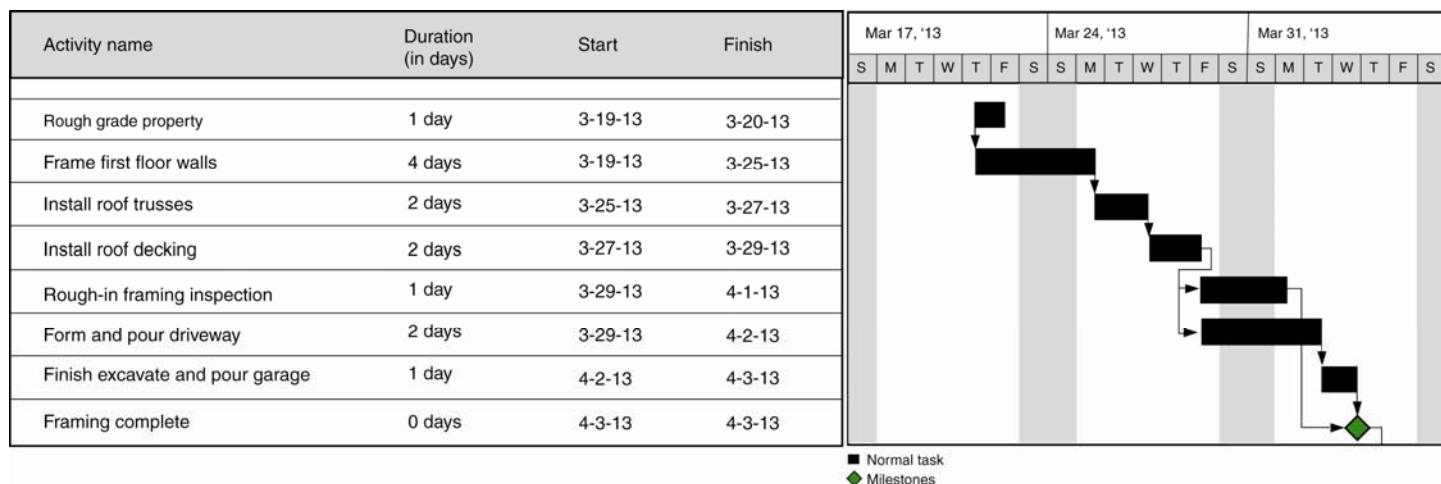 Activity name Duration (in days) Start Finish
Rough grade property 1 day 3-19-13 3-20-13
Frame first floor walls 4 days 3-19-13 3-25-13
Install roof trusses 2 days 3-25-13 3-27-13
Install roof decking 2 days 3-27-13 3-29-13
Rough-in framing inspection 1 day 3-29-13 4-1-13
Form and pour driveway 2 days 3-29-13 4-2-13
Finish excavate and pour garage 1 day 4-2-13 4-3-13
Framing complete 0 days 4-3-13 4-3-13
Mar 17, ‘13 Mar 24, ‘13 Mar 31, ‘13
S M T W T F S S M T W T F S S M T W T F S
Normal task
Milestones